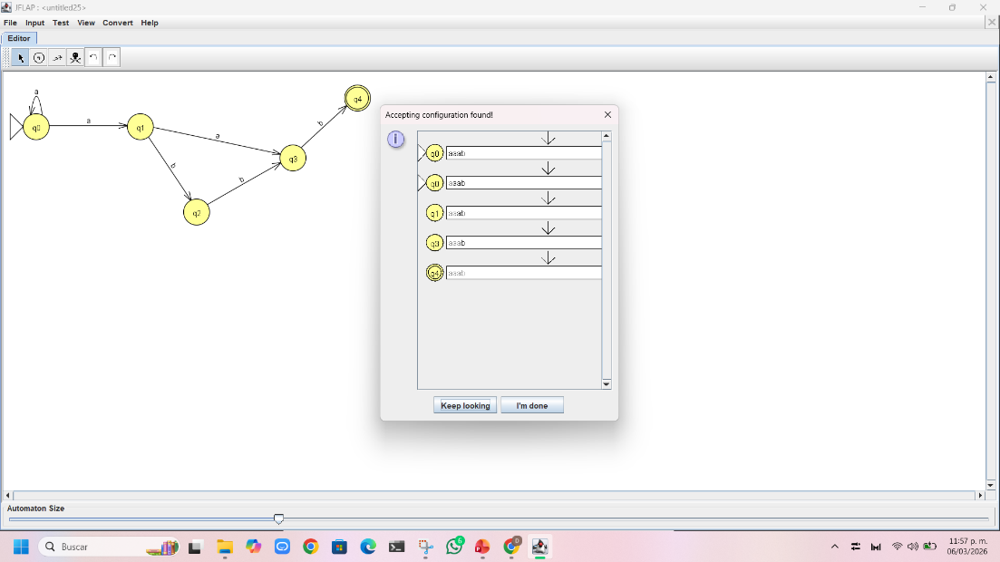 JFLAP : <untitled25>
File Input Test View Convert Help
Editor
a
q0
a
q1
a
b
q2
b
q3
b
q4
Accepting configuration found!
q0 aaab
q0 aaab
q1 aaab
q3 aaab
q4 aaab
Keep looking I'm done
Automaton Size
Buscar
6
D
11:57 p. m.
06/03/2026